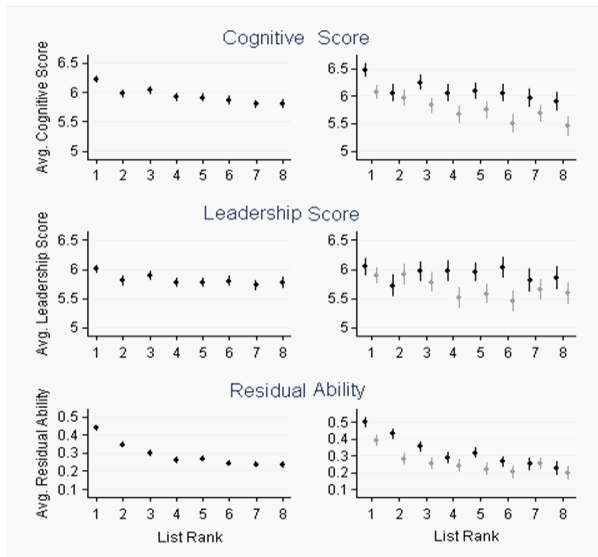 Cognitive Score
Avg. Cognitive Score
6.5
6
5.5
5
1 2 3 4 5 6 7 8
6.5
6
5.5
5
1 2 3 4 5 6 7 8
Leadership Score
Avg. Leadership Score
6.5
6
5.5
5
1 2 3 4 5 6 7 8
6.5
6
5.5
5
1 2 3 4 5 6 7 8
Residual Ability
Avg. Residual Ability
0.5
0.4
0.3
0.2
0.1
1 2 3 4 5 6 7 8
List Rank
0.5
0.4
0.3
0.2
0.1
1 2 3 4 5 6 7 8
List Rank